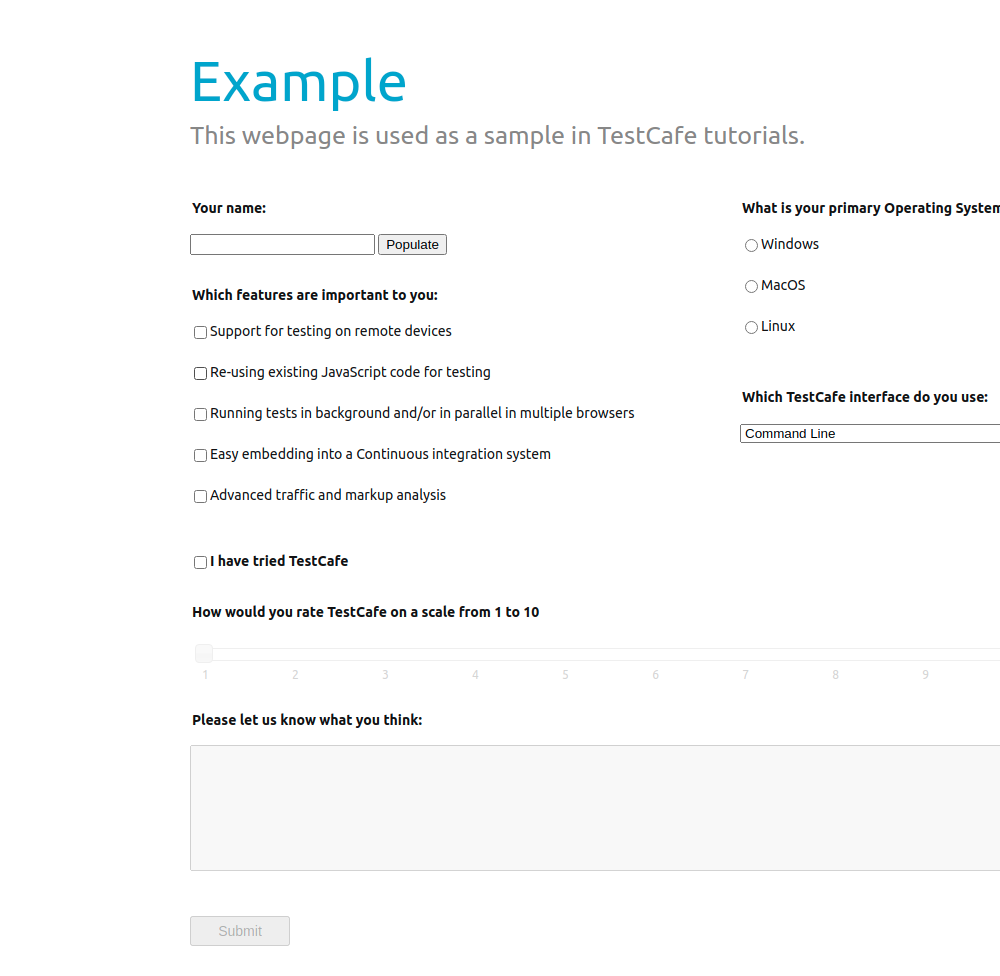 Example
This webpage is used as a sample in TestCafe tutorials.
Your name:
Populate
Which features are important to you:
Support for testing on remote devices
Re-using existing JavaScript code for testing
Running tests in background and/or in parallel in multiple browsers
Easy embedding into a Continuous integration system
Advanced traffic and markup analysis
I have tried TestCafe
What is your primary Operating System
Windows
MacOS
Linux
Which TestCafe interface do you use:
Command Line
How would you rate TestCafe on a scale from 1 to 10
1 2 3 4 5 6 7 8 9
Please let us know what you think:
Submit